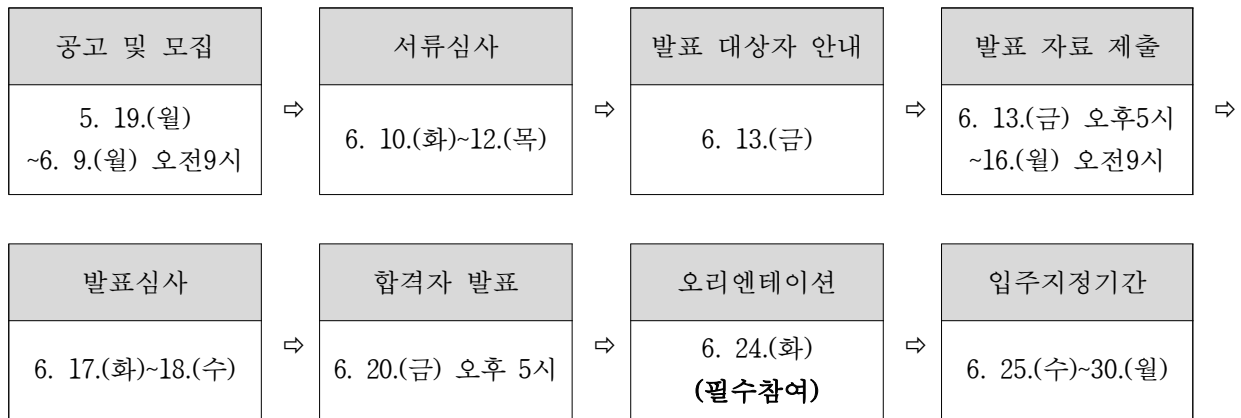 공고 및 모집
5. 19.(월)
~6. 9.(월) 오전9시
⇨
서류심사
6. 10.(화)~12.(목)
⇨
발표 대상자 안내
6. 13.(금)
⇨
발표 자료 제출
6. 13.(금) 오후5시
~16.(월) 오전9시
⇨
발표심사
6. 17.(화)~18.(수)
⇨
합격자 발표
6. 20.(금) 오후 5시
⇨
오리엔테이션
6. 24.(화)
(필수참여)
⇨
입주지정기간
6. 25.(수)~30.(월)